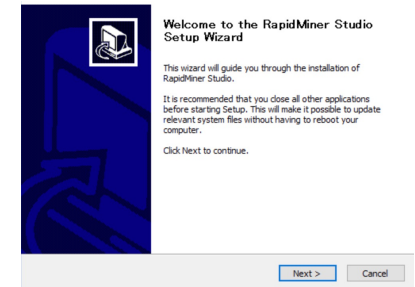 Welcome to the RapidMiner Studio
Setup Wizard
This wizard will guide you through the installation of
RapidMiner Studio.
It is recommended that you close all other applications
before starting Setup. This will make it possible to update
relevant system files without having to reboot your
computer.
Click Next to continue.
Next >
Cancel